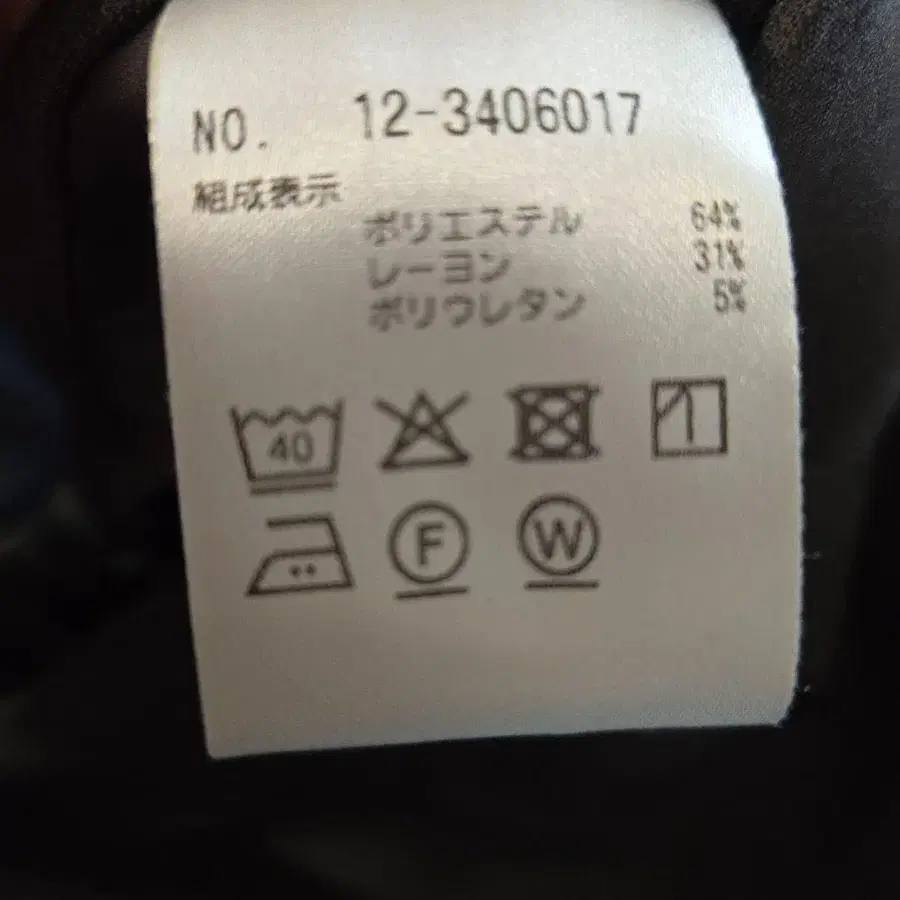 NO. 12-3406017
組成表示
ポリエステル 64%
レーヨン 31%
ポリウレタン 5%
40
F W